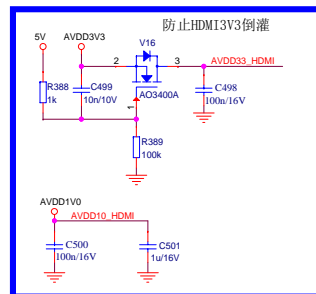 防止HDMI3V3倒灌
5V
AVDD3V3
V16
2
3
AVDD33_HDMI
R388
1k
C499
10n/10V
AO3400A
1
C498
100n/16V
R389
100k
AVDD1V0
AVDD10_HDMI
C500
100n/16V
C501
1u/16V